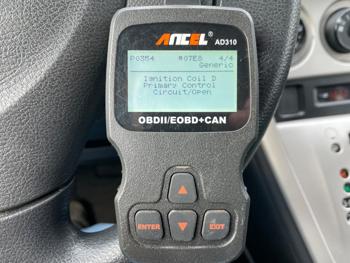 ANCEL
AD310
P0354 $07E8 4/4
Generic
Ignition Coil D
Primary Control
Circuit/Open
OBDII/EOBD+CAN
ENTER
EXIT